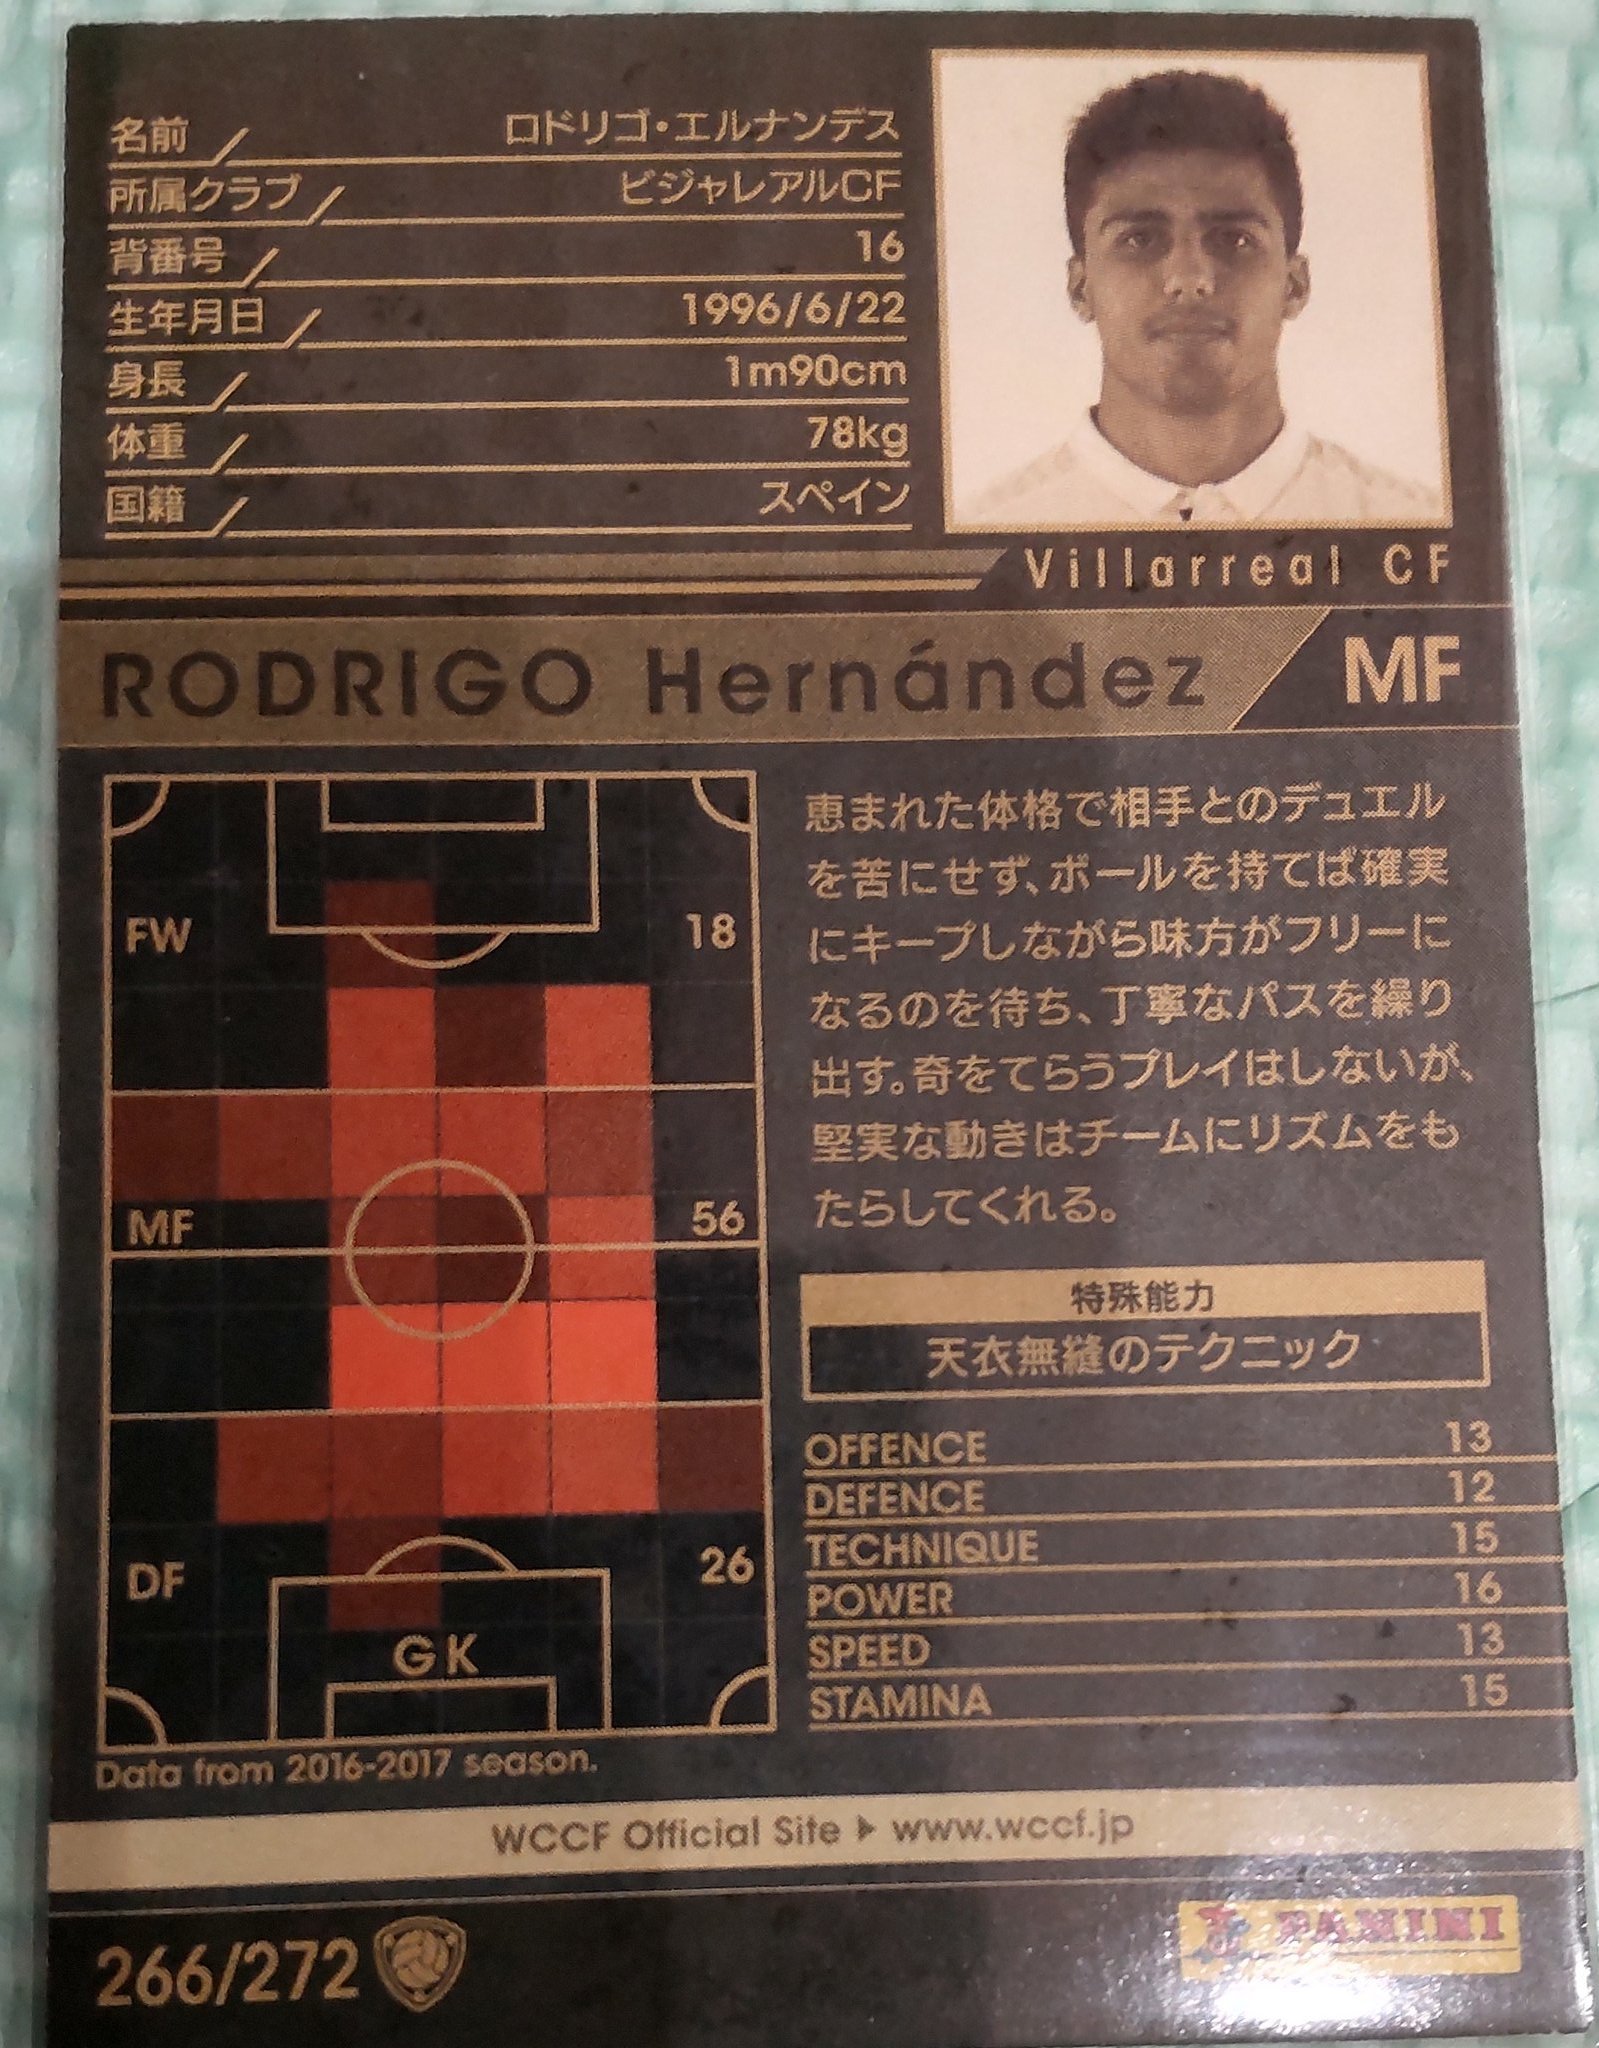 名前 ロドリゴ・エルナンデス
所属クラブ ビジャレアルCF
背番号 16
生年月日 1996/6/22
身長 1m90cm
体重 78kg
国籍 スペイン
Villarreal CF
RODRIGO Hernández MF
FW 18
MF 56
DF 26
GK
Data from 2016-2017 season.
恵まれた体格で相手とのデュエル
を苦にせず、ボールを持てば確実
にキープしながら味方がフリーに
なるのを待ち、丁寧なパスを繰り
出す。奇をてらうプレイはしないが、
堅実な動きはチームにリズムをも
たらしてくれる。
特殊能力
天衣無縫のテクニック
OFFENCE 13
DEFENCE 12
TECHNIQUE 15
POWER 16
SPEED 13
STAMINA 15
WCCF Official Site ▶ www.wccf.jp
266/272
PANINI